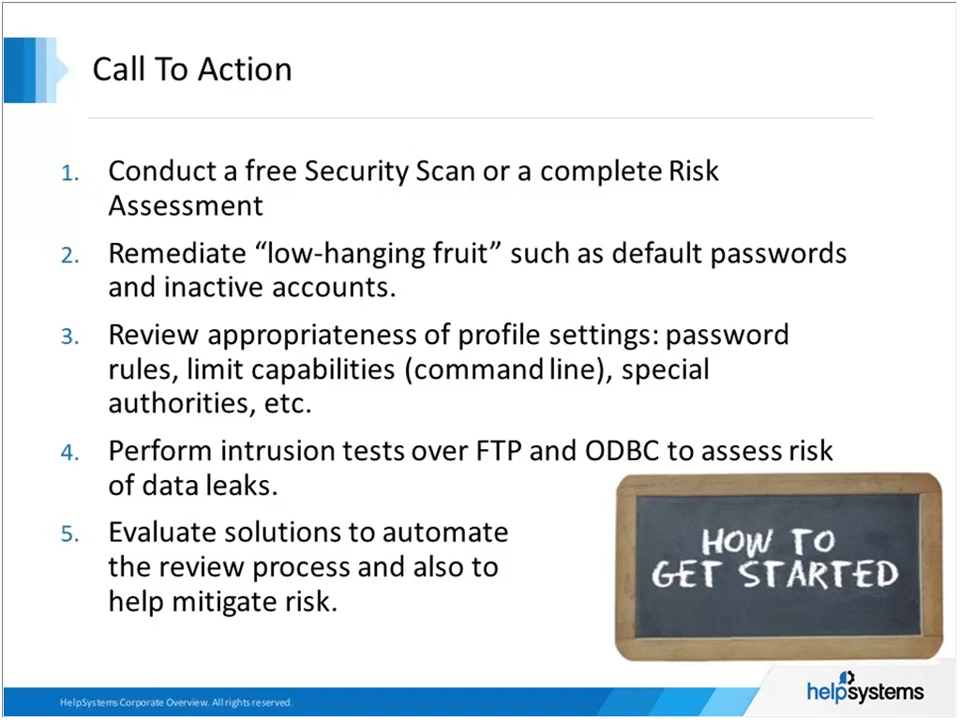 Call To Action
1. Conduct a free Security Scan or a complete Risk
Assessment
2. Remediate “low-hanging fruit” such as default passwords
and inactive accounts.
3. Review appropriateness of profile settings: password
rules, limit capabilities (command line), special
authorities, etc.
4. Perform intrusion tests over FTP and ODBC to assess risk
of data leaks.
5. Evaluate solutions to automate
the review process and also to
help mitigate risk.
HOW TO
GET STARTED
HelpSystems Corporate Overview. All rights reserved.
helpsystems